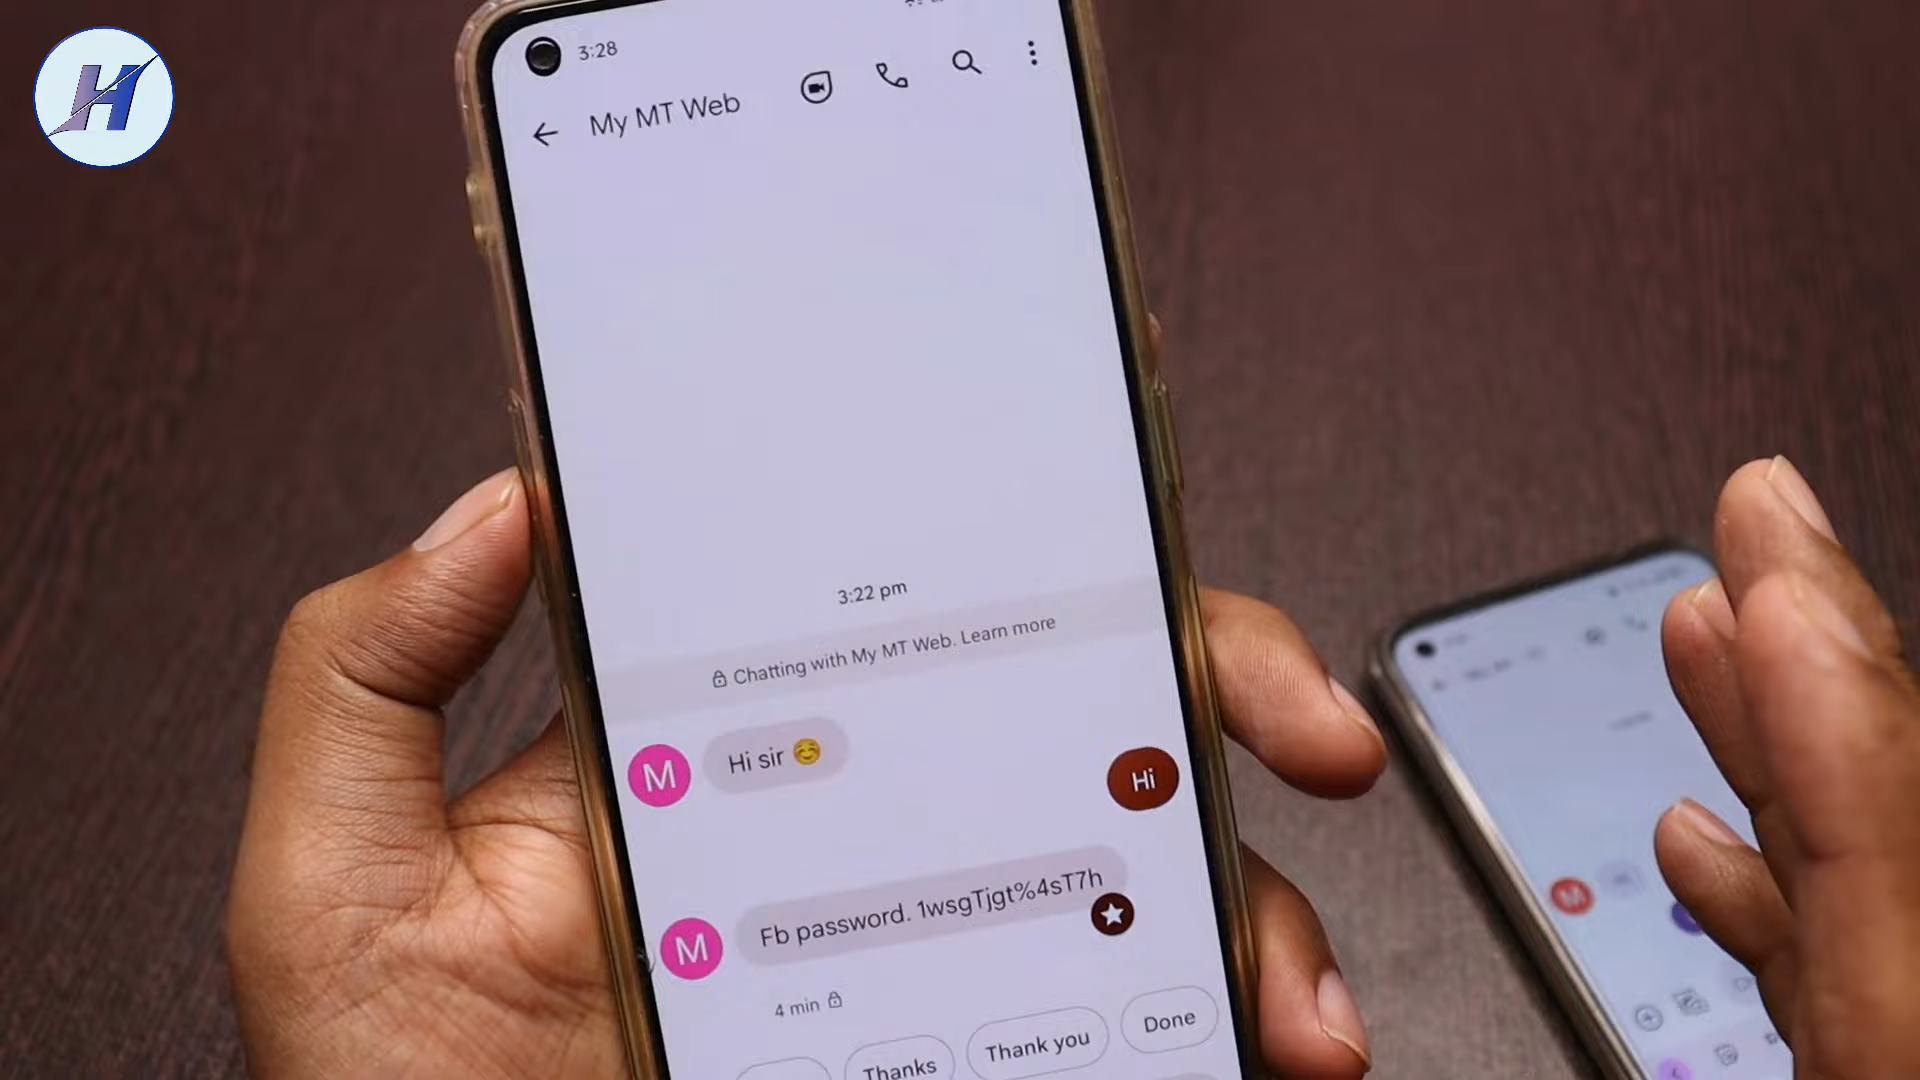 H
3:28
My MT Web
3:22 pm
Chatting with My MT Web. Learn more
M
Hi sir ☺️
Hi
M
Fb password. 1wsgTjgt%4sT7h
4 min
Thanks
Thank you
Done
M